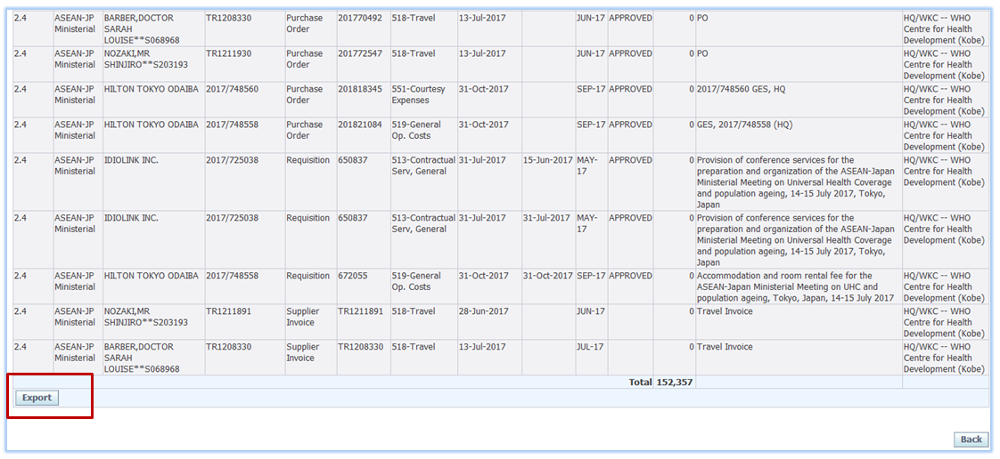 2.4 ASEAN-JP BARBER,DOCTOR TR1208330 Purchase 201770492 518-Travel 13-Jul-2017 JUN-17 APPROVED 0 PO HQ/WKC -- WHO
Ministerial SARAH Order Centre for Health
LOUISE**S068968 Development (Kobe)
2.4 ASEAN-JP NOZAKI,MR TR1211930 Purchase 201772547 518-Travel 13-Jul-2017 JUN-17 APPROVED 0 PO HQ/WKC -- WHO
Ministerial SHINJIRO**S203193 Order Centre for Health
Development (Kobe)
2.4 ASEAN-JP HILTON TOKYO ODAIBA 2017/748560 Purchase 201818345 551-Courtesy 31-Oct-2017 SEP-17 APPROVED 0 2017/748560 GES, HQ HQ/WKC -- WHO
Ministerial Order Expenses Centre for Health
Development (Kobe)
2.4 ASEAN-JP HILTON TOKYO ODAIBA 2017/748558 Purchase 201821084 519-General 31-Oct-2017 SEP-17 APPROVED 0 GES, 2017/748558 (HQ) HQ/WKC -- WHO
Ministerial Order Op. Costs Centre for Health
Development (Kobe)
2.4 ASEAN-JP IDIOLINK INC. 2017/725038 Requisition 650837 513-Contractual 31-Jul-2017 15-Jun-2017 MAY- APPROVED 0 Provision of conference services for the HQ/WKC -- WHO
Ministerial Serv, General 17 preparation and organization of the ASEAN-Japan Centre for Health
Ministerial Meeting on Universal Health Coverage Development (Kobe)
and population ageing, 14-15 July 2017, Tokyo,
Japan
2.4 ASEAN-JP IDIOLINK INC. 2017/725038 Requisition 650837 513-Contractual 31-Jul-2017 31-Jul-2017 MAY- APPROVED 0 Provision of conference services for the HQ/WKC -- WHO
Ministerial Serv, General 17 preparation and organization of the ASEAN-Japan Centre for Health
Ministerial Meeting on Universal Health Coverage Development (Kobe)
and population ageing, 14-15 July 2017, Tokyo,
Japan
2.4 ASEAN-JP HILTON TOKYO ODAIBA 2017/748558 Requisition 672055 519-General 31-Oct-2017 31-Oct-2017 SEP-17 APPROVED 0 Accommodation and room rental fee for the HQ/WKC -- WHO
Ministerial Op. Costs ASEAN-Japan Ministerial Meeting on UHC and Centre for Health
population ageing, Tokyo, Japan, 14-15 July 2017 Development (Kobe)
2.4 ASEAN-JP NOZAKI,MR TR1211891 Supplier TR1211891 518-Travel 28-Jun-2017 JUN-17 0 Travel Invoice HQ/WKC -- WHO
Ministerial SHINJIRO**S203193 Invoice Centre for Health
Development (Kobe)
2.4 ASEAN-JP BARBER,DOCTOR TR1208330 Supplier TR1208330 518-Travel 13-Jul-2017 JUL-17 0 Travel Invoice HQ/WKC -- WHO
Ministerial SARAH Invoice Centre for Health
LOUISE**S068968 Development (Kobe)
Total 152,357
Export
Back